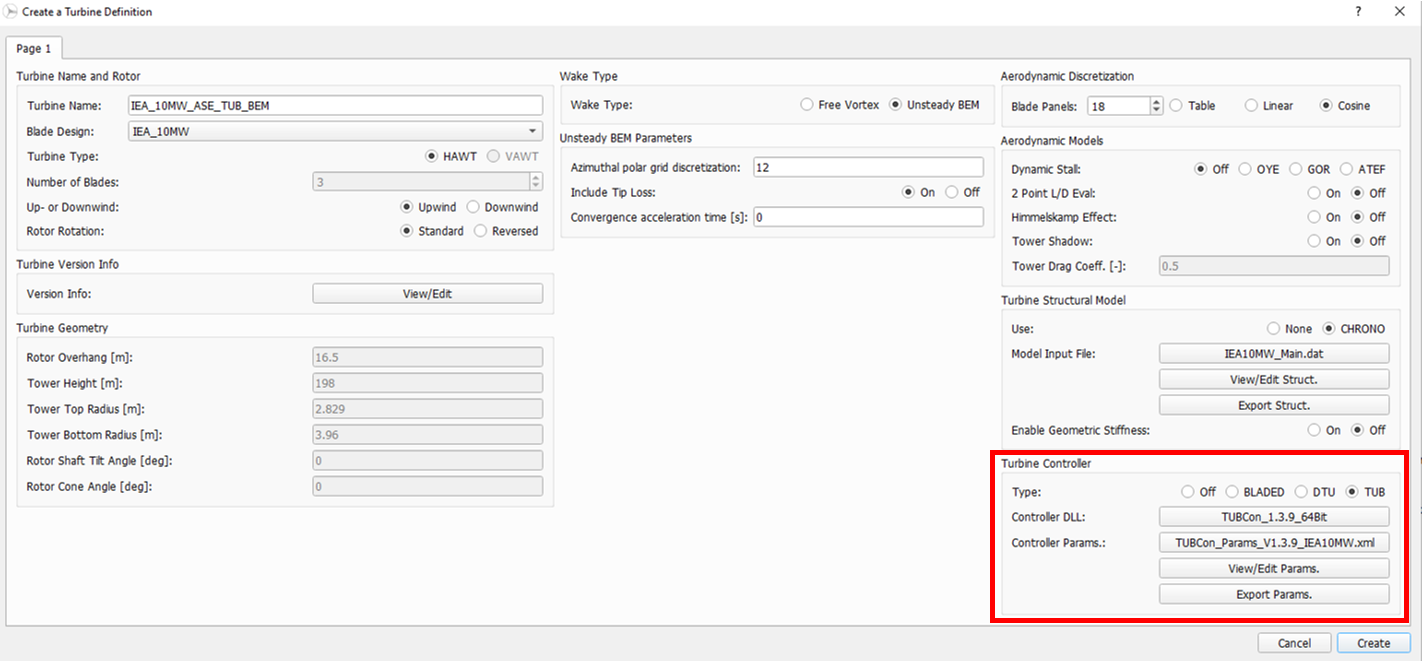 Create a Turbine Definition
?
Page 1
Turbine Name and Rotor
Turbine Name: IEA_10MW_ASE_TUB_BEM
Blade Design: IEA_10MW
Turbine Type: HAWT VAWT
Number of Blades: 3
Up- or Downwind: Upwind Downwind
Rotor Rotation: Standard Reversed
Turbine Version Info
Version Info: View/Edit
Turbine Geometry
Rotor Overhang [m]: 16.5
Tower Height [m]: 198
Tower Top Radius [m]: 2.829
Tower Bottom Radius [m]: 3.96
Rotor Shaft Tilt Angle [deg]: 0
Rotor Cone Angle [deg]: 0
Wake Type
Wake Type: Free Vortex Unsteady BEM
Unsteady BEM Parameters
Azimuthal polar grid discretization: 12
Include Tip Loss: On Off
Convergence acceleration time [s]: 0
Aerodynamic Discretization
Blade Panels: 18 Table Linear Cosine
Aerodynamic Models
Dynamic Stall: Off OYE GOR ATEF
2 Point L/D Eval: On Off
Himmelskamp Effect: On Off
Tower Shadow: On Off
Tower Drag Coeff. [-]: 0.5
Turbine Structural Model
Use: None CHRONO
Model Input File: IEA10MW_Main.dat
View/Edit Struct.
Export Struct.
Enable Geometric Stiffness: On Off
Turbine Controller
Type: Off BLADED DTU TUB
Controller DLL: TUBCon_1.3.9_64Bit
Controller Params.: TUBCon_Params_V1.3.9_IEA10MW.xml
View/Edit Params.
Export Params.
Cancel Create